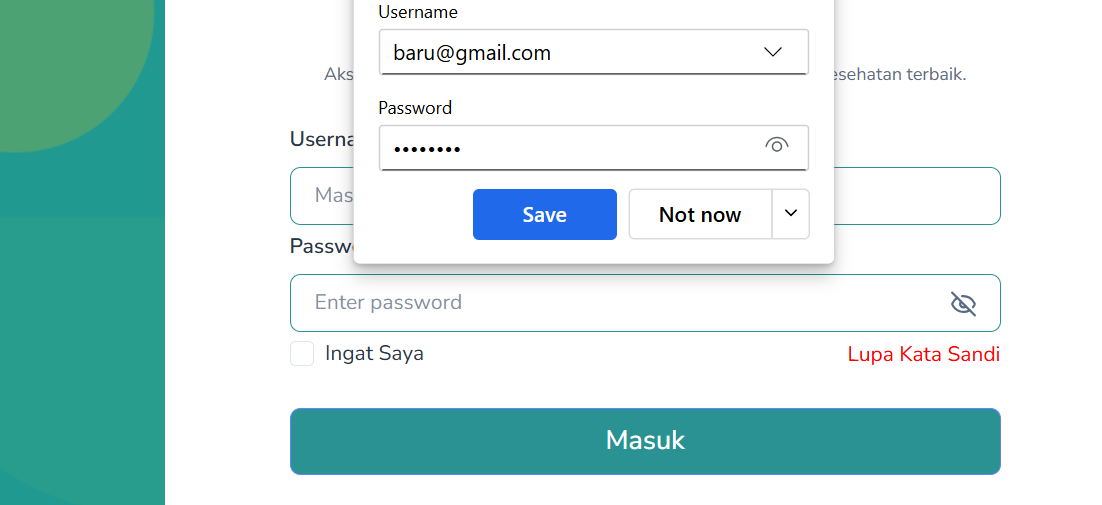 Username
baru@gmail.com
Aks
esehatan terbaik.
Password
Userna
••••••••
Mas
Save
Not now
Passw
Enter password
Ingat Saya
Lupa Kata Sandi
Masuk